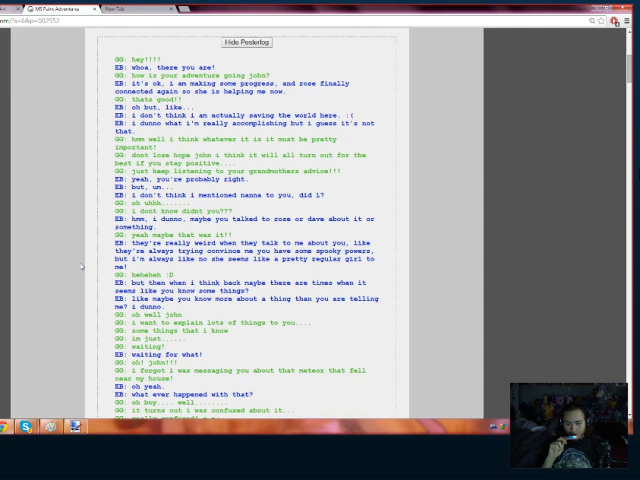 MS Paint Adventures
New Tab
om/?s=6&p=002552
Hide Pesterlog
GG: hey!!!!
EB: whoa, there you are!
GG: how is your adventure going john?
EB: it's ok, i am making some progress, and rose finally
connected again so she is helping me now.
GG: thats good!!
EB: oh but, like...
EB: i don't think i am actually saving the world here. :(
EB: i dunno what i'm really accomplishing but i guess it's not
that.
GG: hmm well i think whatever it is it must be pretty
important!
GG: dont lose hope john i think it will all turn out for the
best if you stay positive....
GG: just keep listening to your grandmothers advice!!!
EB: yeah, you're probably right.
EB: but, um...
EB: i don't think i mentioned nanna to you, did i?
GG: oh uhhh.......
GG: i dont know didnt you???
EB: hmm, i dunno, maybe you talked to rose or dave about it or
something.
GG: yeah maybe that was it!!
EB: they're really weird when they talk to me about you, like
they're always trying convince me you have some spooky powers,
but i'm always like no she seems like a pretty regular girl to
me!
GG: heheheh :D
EB: but then when i think back maybe there are times when it
seems like you know some things?
EB: like maybe you know more about a thing than you are telling
me? i dunno.
GG: oh well john
GG: i want to explain lots of things to you....
GG: some things that i know
GG: im just......
GG: waiting!
EB: waiting for what!
GG: oh! john!!!
GG: i forgot i was messaging you about that meteor that fell
near my house!
EB: oh yeah.
EB: what ever happened with that?
GG: oh boy.... well........
GG: it turns out i was confused about it...